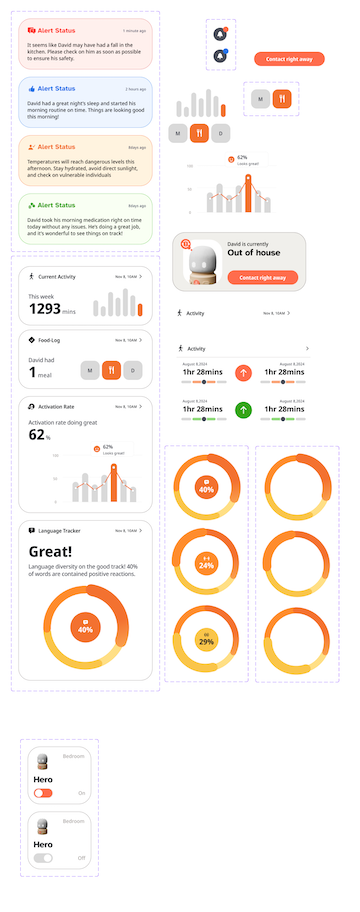 Alert Status
1 minute ago
It seems like David may have had a fall in the
kitchen. Please check on him as soon as possible
to ensure his safety.
Alert Status
2 hours ago
David had a great night's sleep and started his
morning routine on time. Things are looking good
this morning!
Alert Status
8days ago
Temperatures will reach dangerous levels this
afternoon. Stay hydrated, avoid direct sunlight,
and check on vulnerable individuals
Alert Status
8days ago
David took his morning medication right on time
today without any issues. He's doing a great job,
and it's wonderful to see things on track!
Current Activity
Nov 8, 10AM
This week
1293 mins
Food-Log
Nov 8, 10AM
David had
1 meal
M
D
Activation Rate
Nov 8, 10AM
Activation rate doing great
62 %
62%
Looks great!
100
50
0
Language Tracker
Nov 8, 10AM
Great!
Language diversity on the good track! 40%
of words are contained positive reactions.
40%
Contact right away
M
M
D
62%
Looks great!
100
50
0
David is currently
Out of house
Contact right away
Activity
Nov 8, 10AM
Activity
August 8,2024
1hr 28mins
August 8,2024
1hr 28mins
August 8,2024
1hr 28mins
August 8,2024
1hr 28mins
40%
24%
29%
Bedroom
Hero
On
Bedroom
Hero
Off